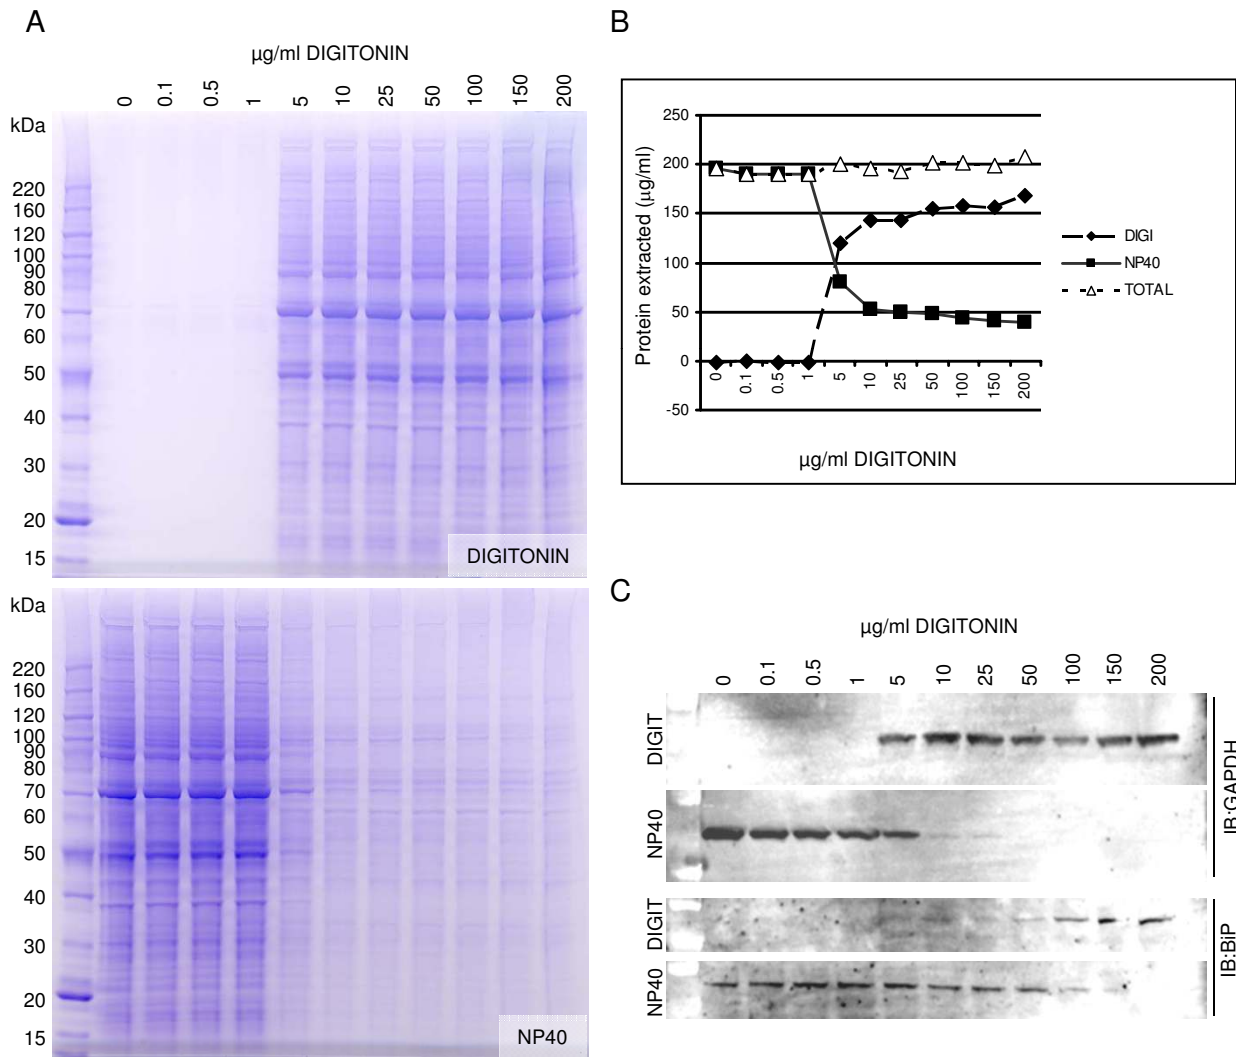 A
µg/ml DIGITONIN
0 0.1 0.5 1 5 10 25 50 100 150 200
kDa
220
160
120
100
90
80
70
60
50
40
30
20
15
DIGITONIN
kDa
220
160
120
100
90
80
70
60
50
40
30
20
15
NP40
B
Protein extracted (µg/ml)
250
200
150
100
50
0
-50
0 0.1 0.5 1 5 10 25 50 100 150 200
µg/ml DIGITONIN
DIGI
NP40
TOTAL
C
µg/ml DIGITONIN
0 0.1 0.5 1 5 10 25 50 100 150 200
DIGIT
NP40
IB:GAPDH
DIGIT
NP40
IB:BiP